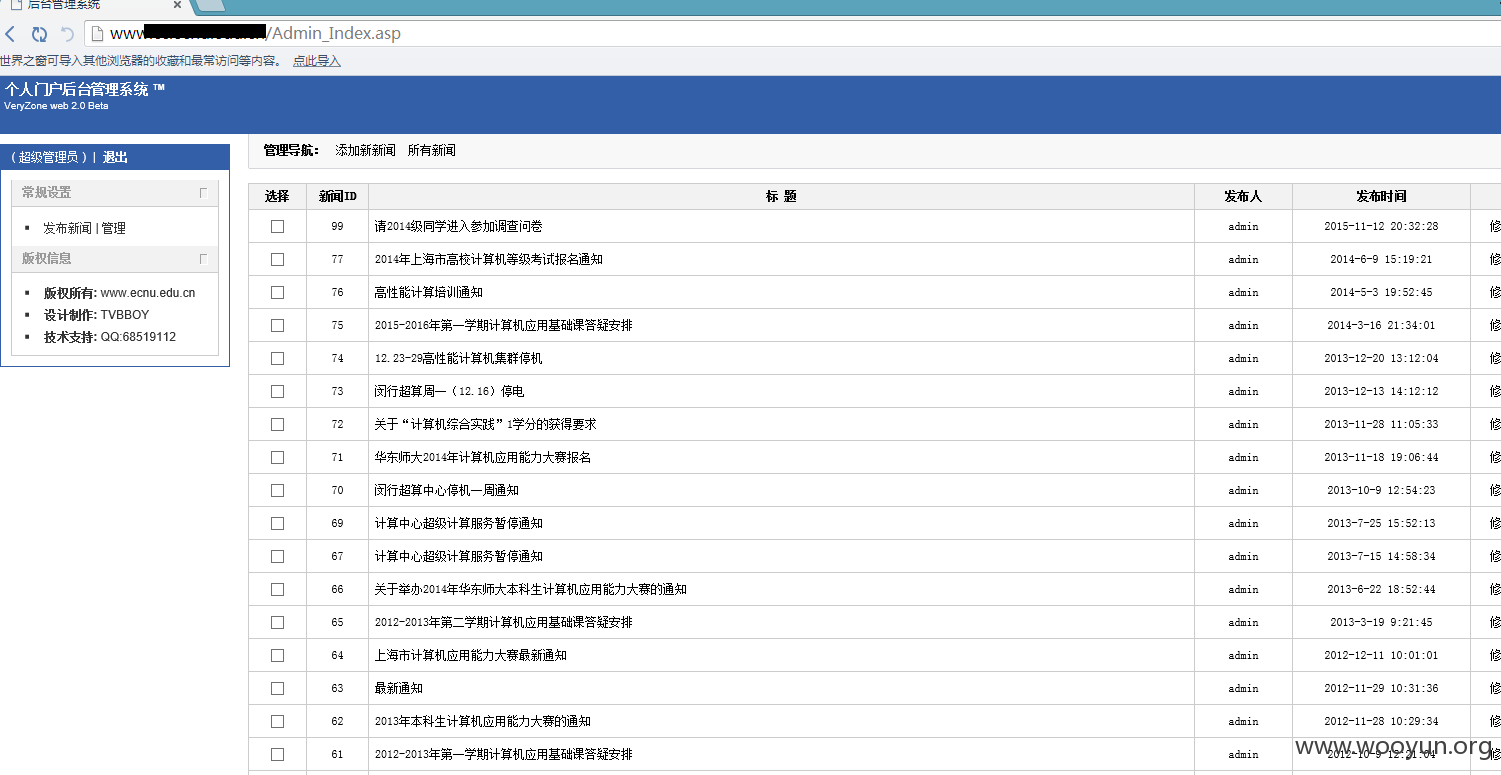 后台管理系统
www /Admin_Index.asp
世界之窗可导入其他浏览器的收藏和最常访问等内容。 点此导入
个人门户后台管理系统 ™
VeryZone web 2.0 Beta
( 超级管理员 ) | 退出
常规设置
发布新闻 | 管理
版权信息
版权所有: www.ecnu.edu.cn
设计制作: TVBBOY
技术支持: QQ:68519112
管理导航: 添加新新闻 所有新闻
选择 新闻ID 标 题 发布人 发布时间
99 请2014级同学进入参加调查问卷 admin 2015-11-12 20:32:28 修
77 2014年上海市高校计算机等级考试报名通知 admin 2014-6-9 15:19:21 修
76 高性能计算培训通知 admin 2014-5-3 19:52:45 修
75 2015-2016年第一学期计算机应用基础课答疑安排 admin 2014-3-16 21:34:01 修
74 12.23-29高性能计算机集群停机 admin 2013-12-20 13:12:04 修
73 闵行超算周一（12.16）停电 admin 2013-12-13 14:12:12 修
72 关于“计算机综合实践”1学分的获得要求 admin 2013-11-28 11:05:33 修
71 华东师大2014年计算机应用能力大赛报名 admin 2013-11-18 19:06:44 修
70 闵行超算中心停机一周通知 admin 2013-10-9 12:54:23 修
69 计算中心超级计算服务暂停通知 admin 2013-7-25 15:52:13 修
67 计算中心超级计算服务暂停通知 admin 2013-7-15 14:58:34 修
66 关于举办2014年华东师大本科生计算机应用能力大赛的通知 admin 2013-6-22 18:52:44 修
65 2012-2013年第二学期计算机应用基础课答疑安排 admin 2013-3-19 9:21:45 修
64 上海市计算机应用能力大赛最新通知 admin 2012-12-11 10:01:01 修
63 最新通知 admin 2012-11-29 10:31:36 修
62 2013年本科生计算机应用能力大赛的通知 admin 2012-11-28 10:29:34 修
61 2012-2013年第一学期计算机应用基础课答疑安排 admin 2012-10-9 12:21:04 修
www.wooyun.org